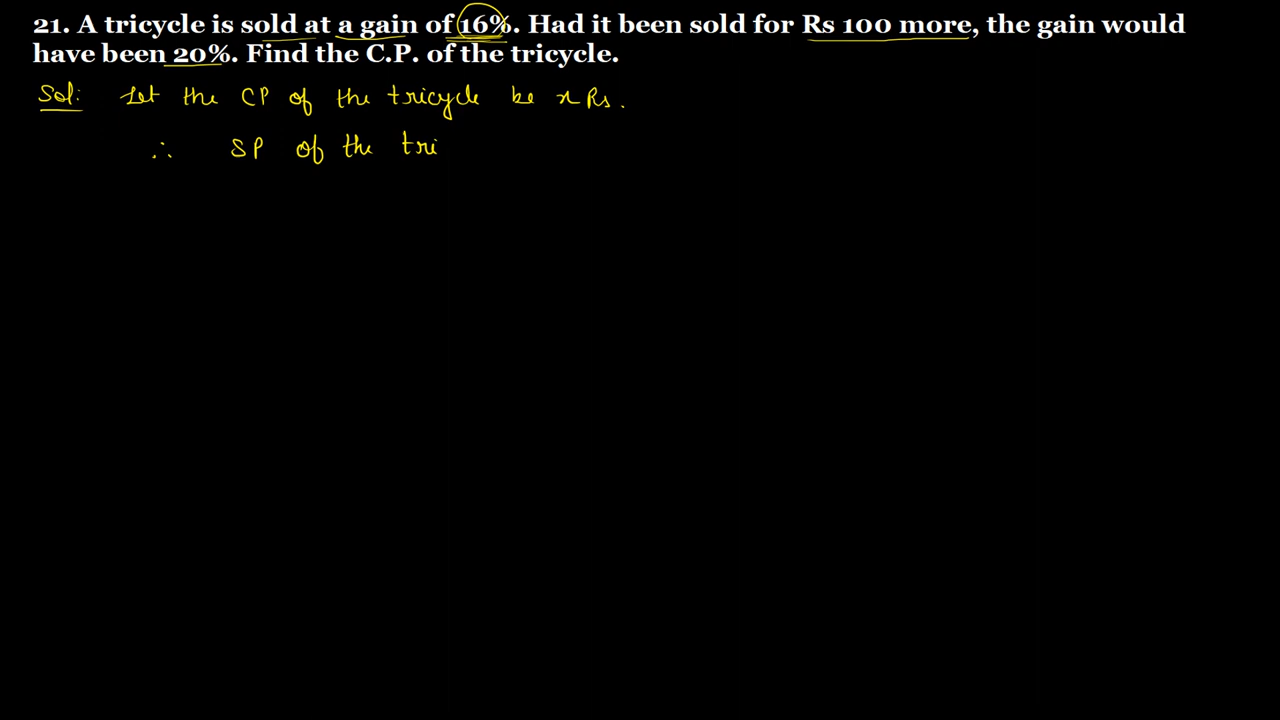 21. A tricycle is sold at a gain of 16%. Had it been sold for Rs 100 more, the gain would
have been 20%. Find the C.P. of the tricycle.
Sol: Let the CP of the tricycle be x Rs.
∴ SP of the tri